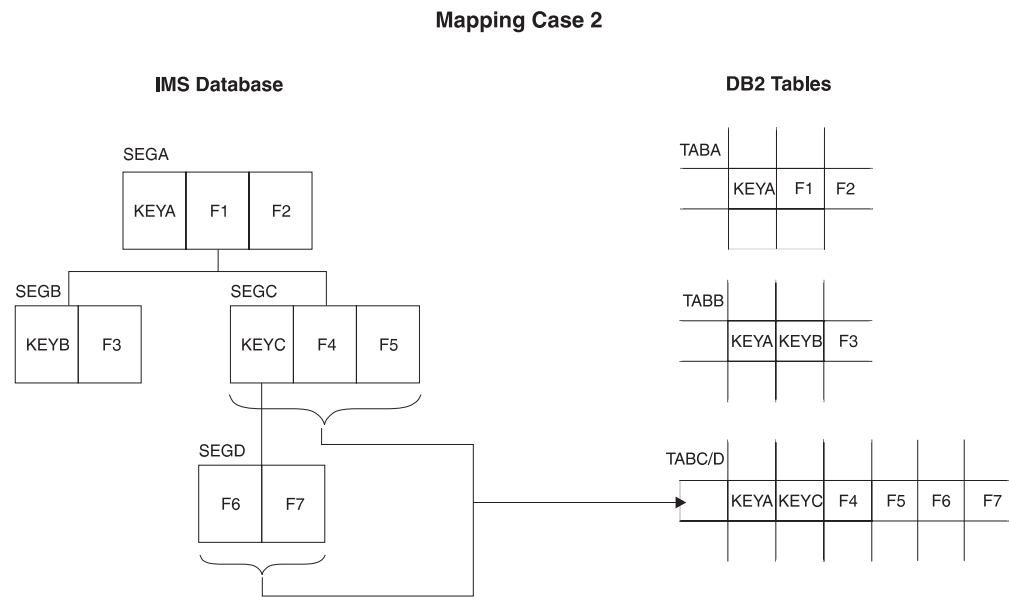 Mapping Case 2
IMS Database
SEGA
KEYA F1 F2
SEGB
KEYB F3
SEGC
KEYC F4 F5
SEGD
F6 F7
DB2 Tables
TABA
KEYA F1 F2
TABB
KEYA KEYB F3
TABC/D
KEYA KEYC F4 F5 F6 F7